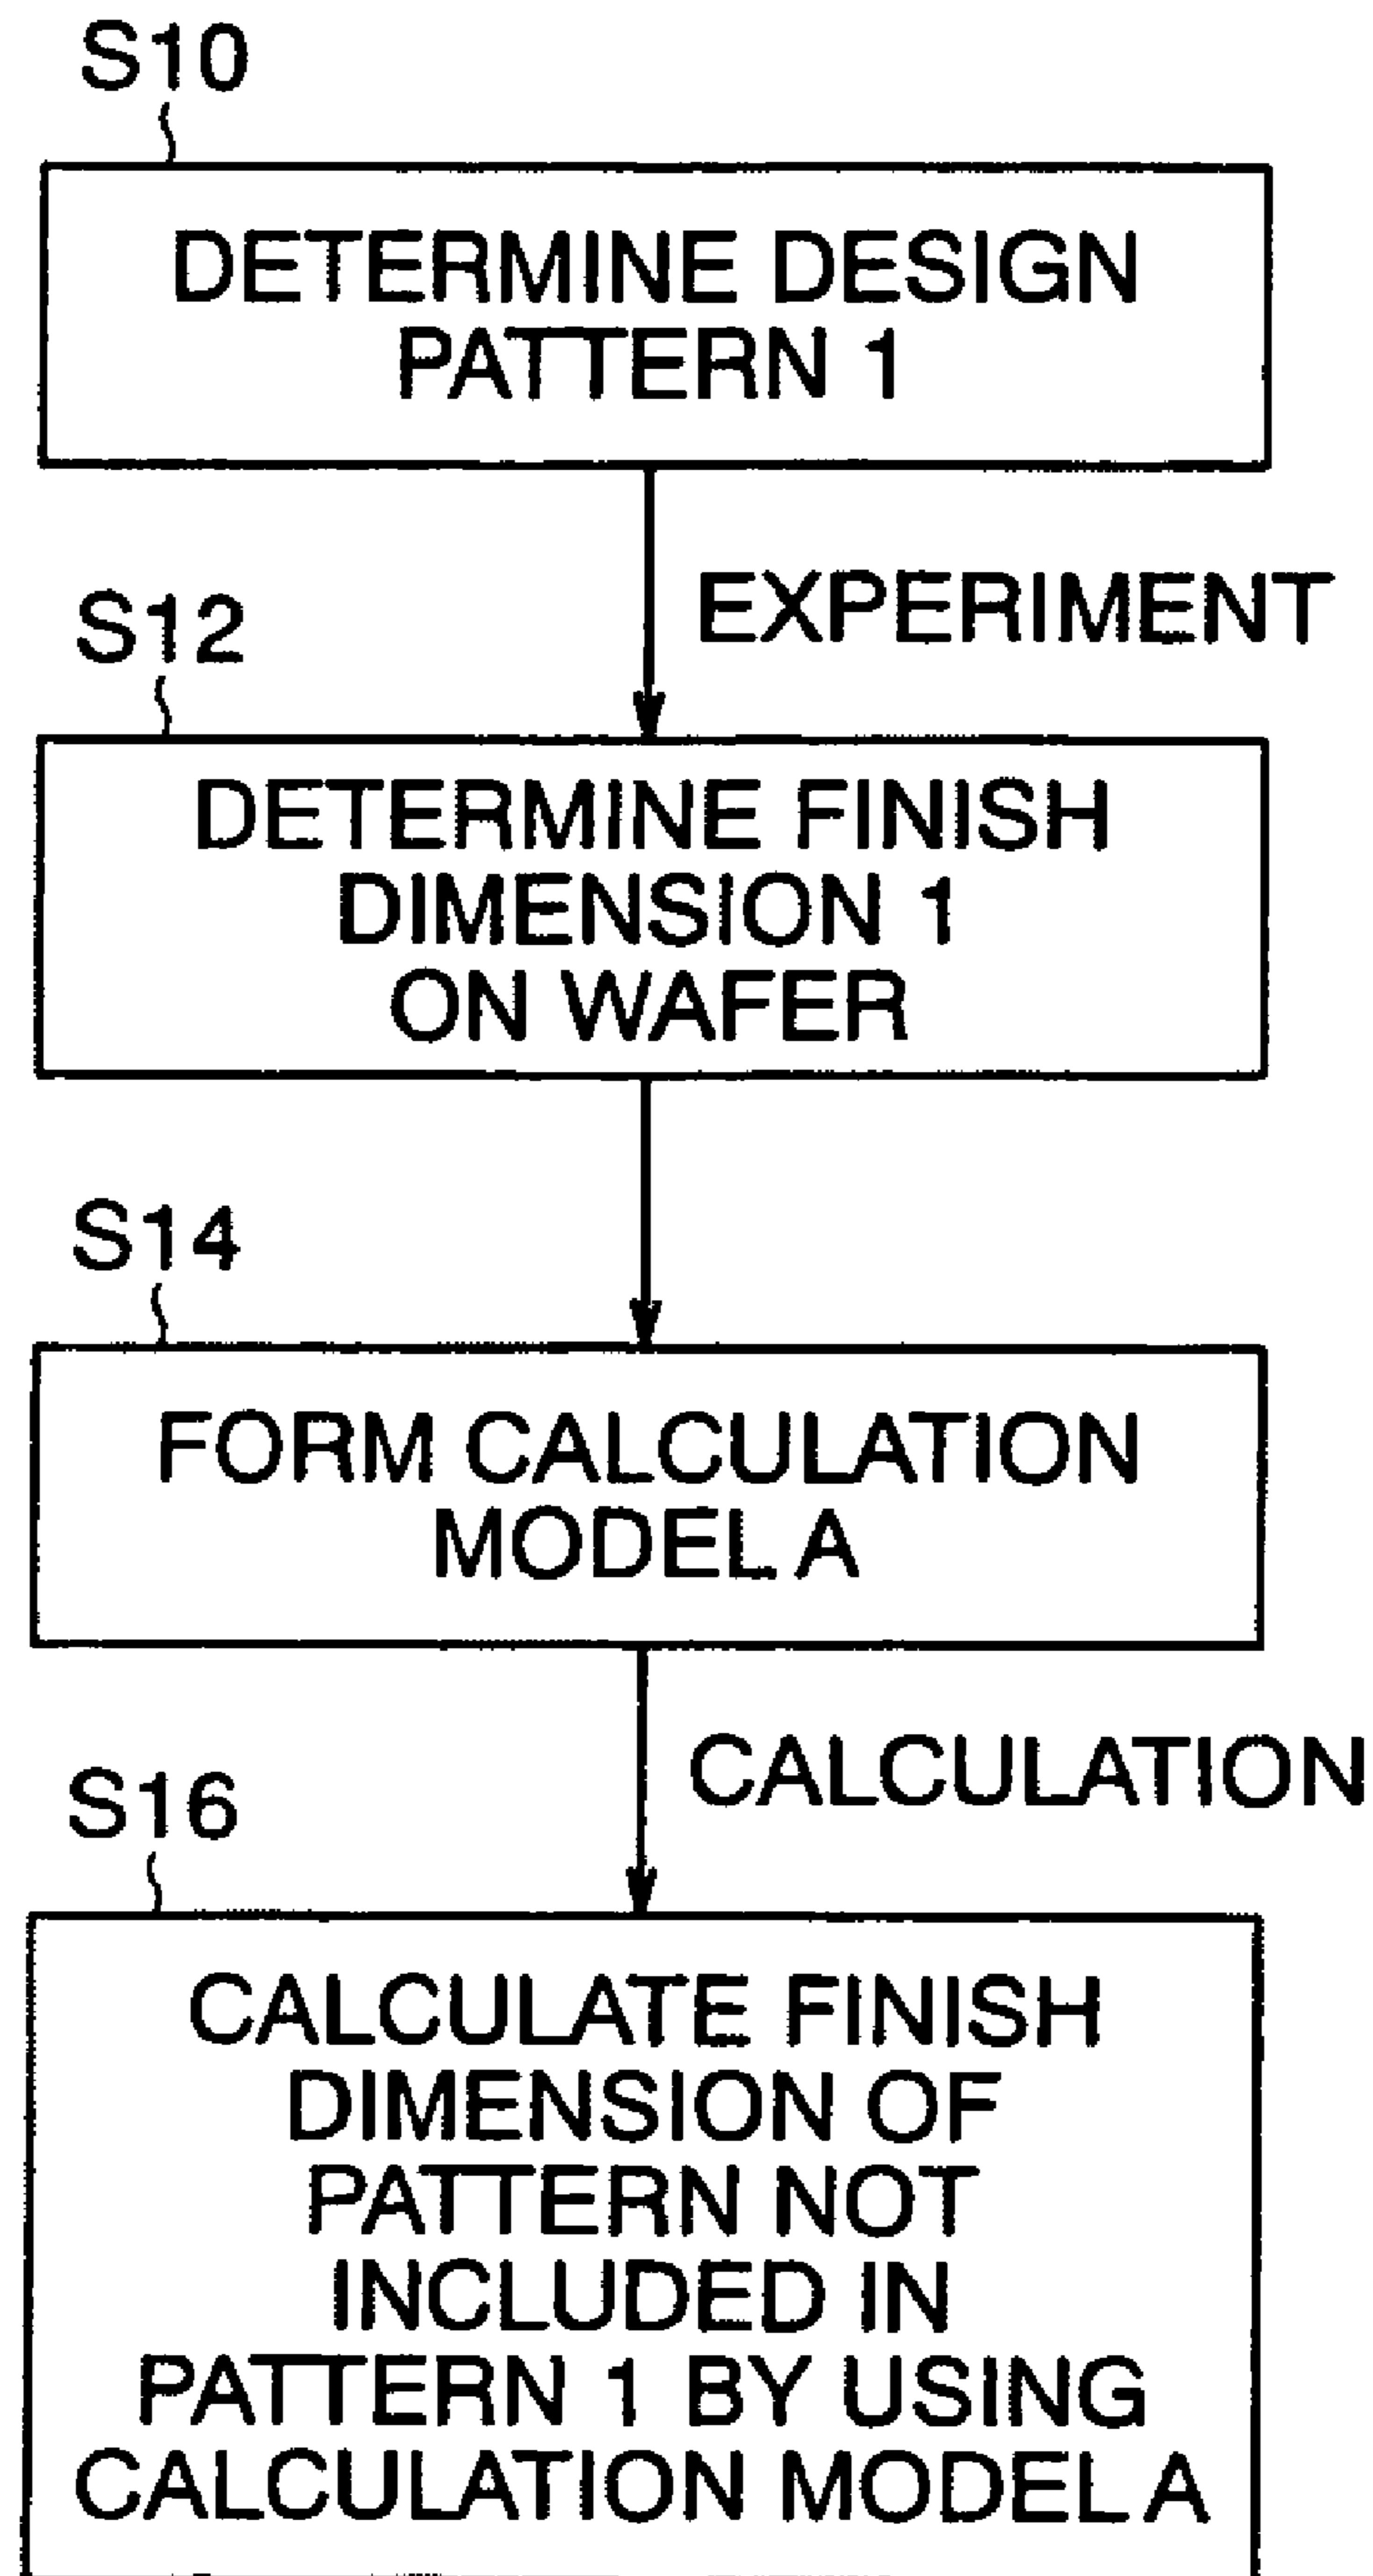 S10
DETERMINE DESIGN
PATTERN 1
EXPERIMENT
S12
DETERMINE FINISH
DIMENSION 1
ON WAFER
S14
FORM CALCULATION
MODEL A
CALCULATION
S16
CALCULATE FINISH
DIMENSION OF
PATTERN NOT
INCLUDED IN
PATTERN 1 BY USING
CALCULATION MODEL A